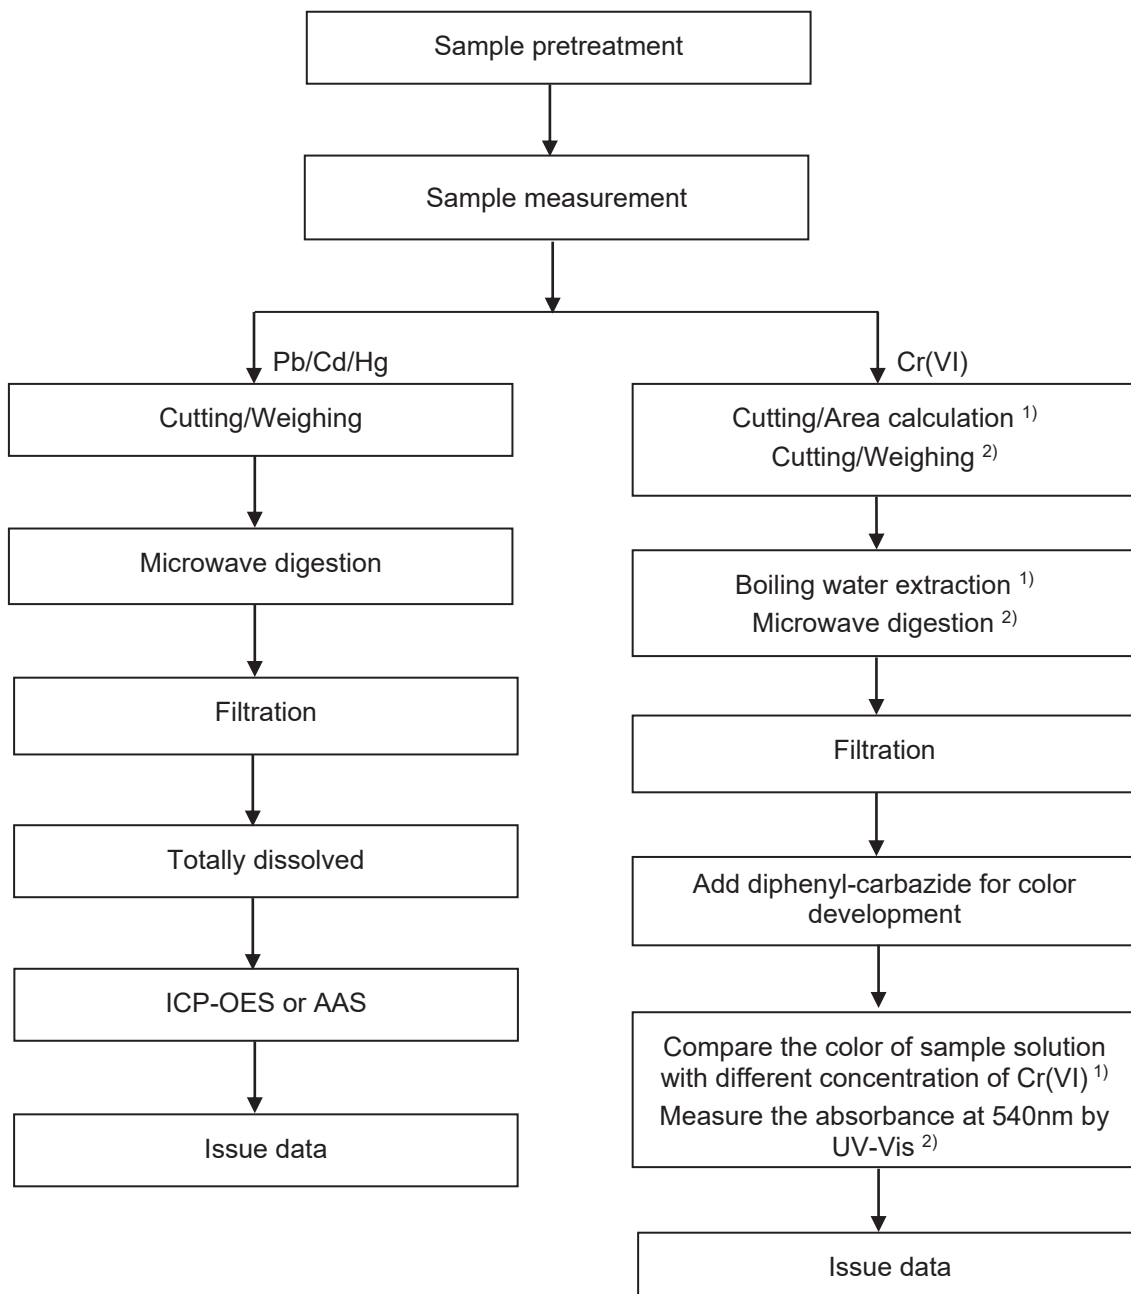 Sample pretreatment
Sample measurement
Pb/Cd/Hg
Cutting/Weighing
Microwave digestion
Filtration
Totally dissolved
ICP-OES or AAS
Issue data
Cr(VI)
Cutting/Area calculation 1)
Cutting/Weighing 2)
Boiling water extraction 1)
Microwave digestion 2)
Filtration
Add diphenyl-carbazide for color
development
Compare the color of sample solution
with different concentration of Cr(VI) 1)
Measure the absorbance at 540nm by
UV-Vis 2)
Issue data